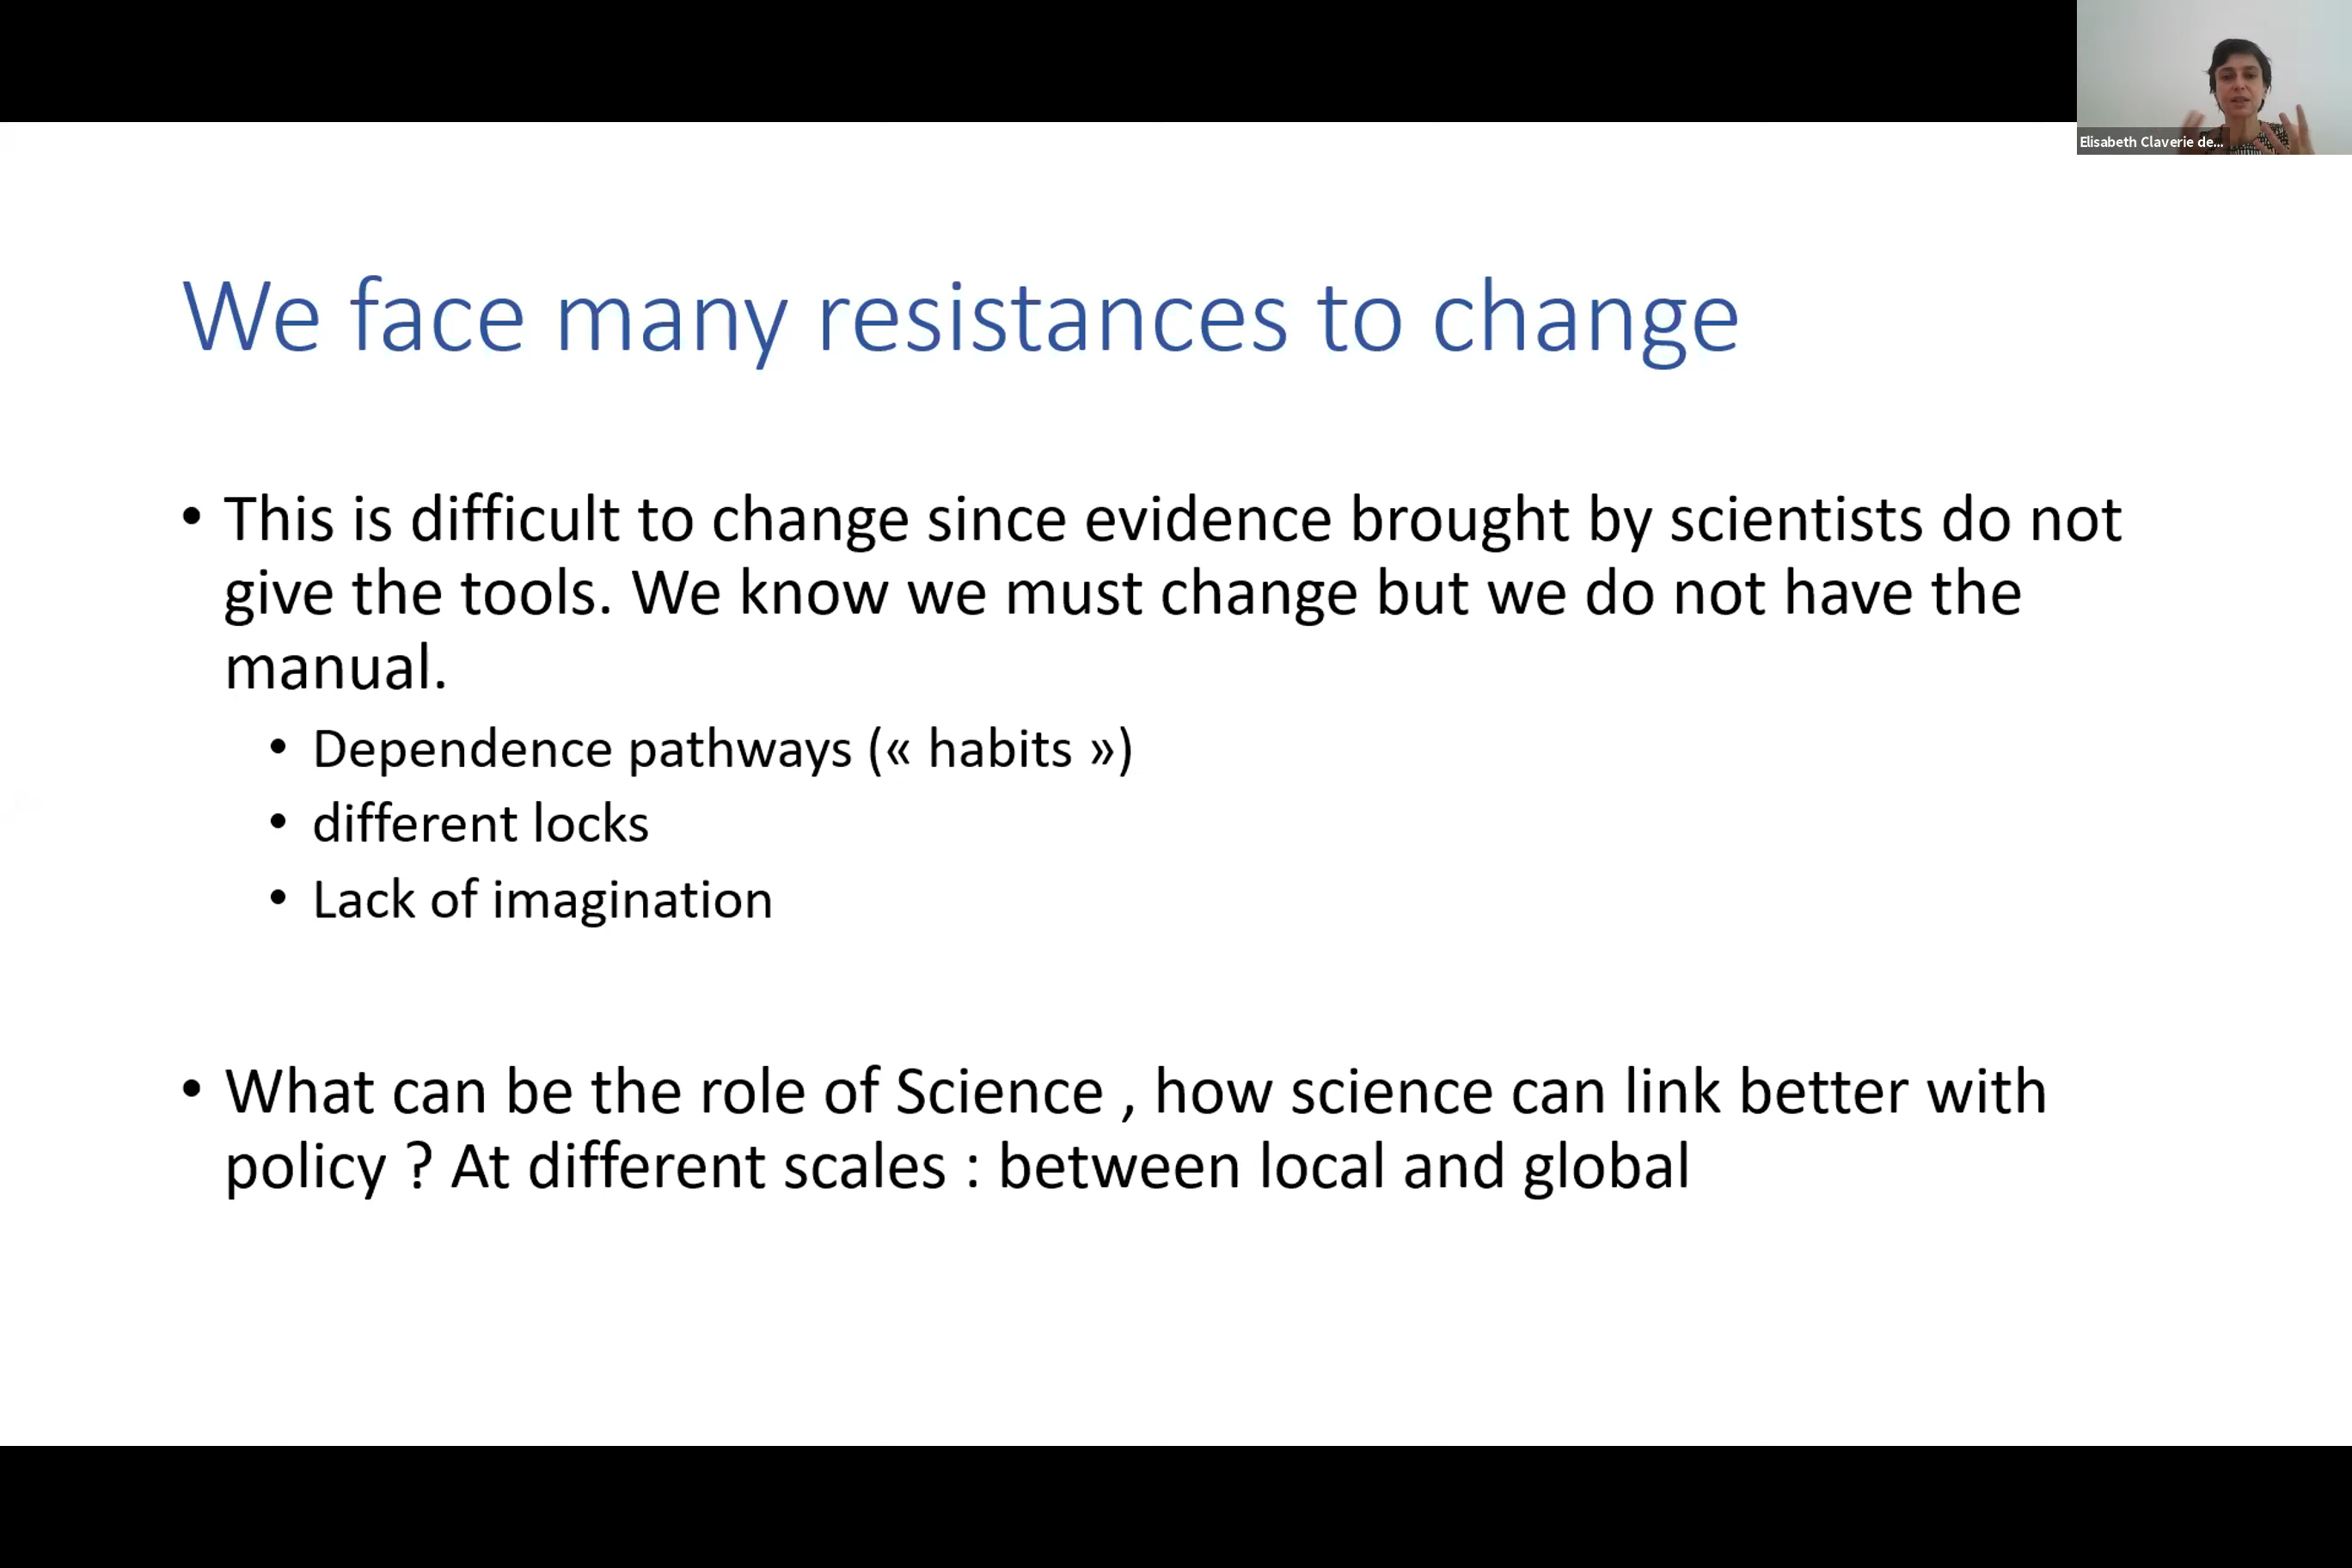 Elisabeth Claverie de...
We face many resistances to change
• This is difficult to change since evidence brought by scientists do not
give the tools. We know we must change but we do not have the
manual.
• Dependence pathways (« habits »)
• different locks
• Lack of imagination
• What can be the role of Science , how science can link better with
policy ? At different scales : between local and global